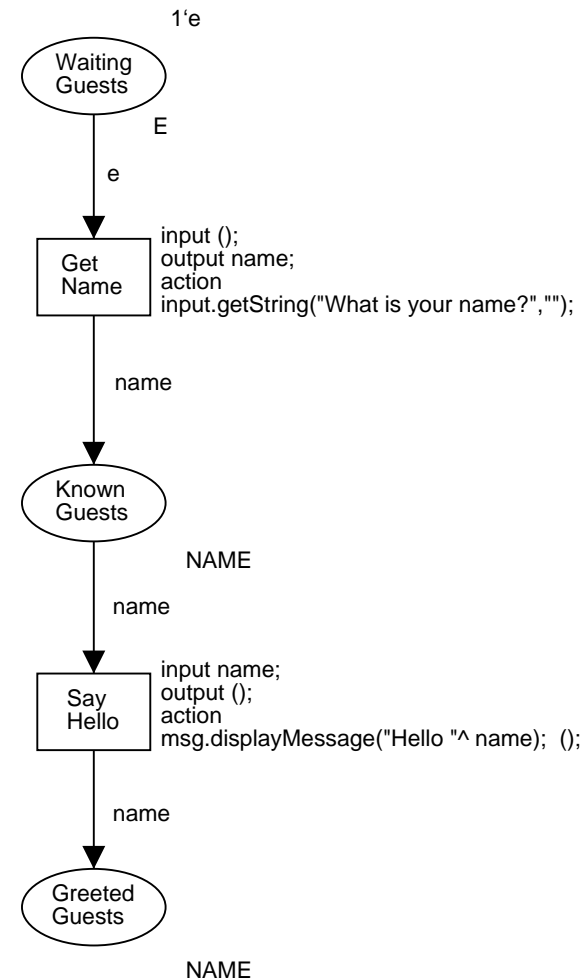 1‘e
Waiting
Guests
E
e
Get
Name
input ();
output name;
action
input.getString("What is your name?","");
name
Known
Guests
NAME
name
Say
Hello
input name;
output ();
action
msg.displayMessage("Hello "^ name);  ();
name
Greeted
Guests
NAME